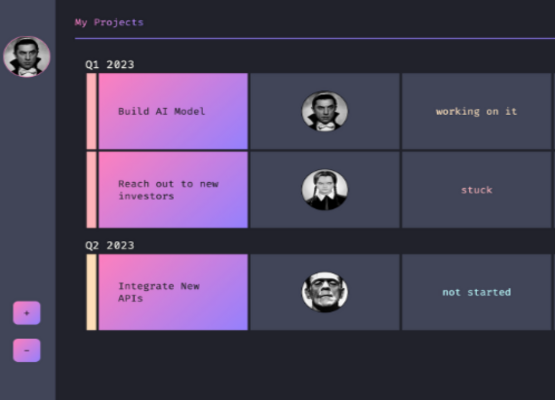 My Projects
Q1 2023
Build AI Model
working on it
Reach out to new
investors
stuck
Q2 2023
Integrate New
APIs
not started
+
-